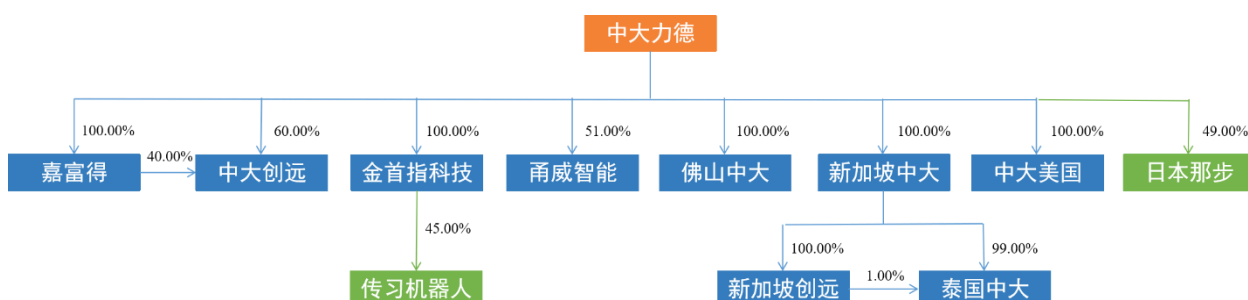 中大力德
100.00%
60.00%
100.00%
51.00%
100.00%
100.00%
100.00%
49.00%
40.00%
嘉富得
中大创远
金首指科技
甬威智能
佛山中大
新加坡中大
中大美国
日本那步
45.00%
100.00%
99.00%
1.00%
传习机器人
新加坡创远
泰国中大